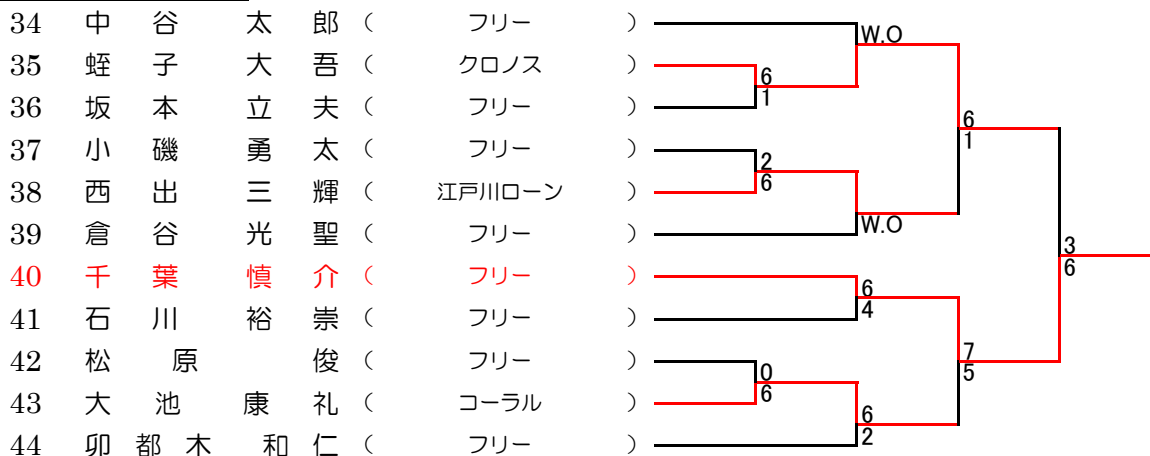 34 中谷 太郎 ( フリー )
35 蛭子 大吾 ( クロノス )
36 坂本 立夫 ( フリー )
37 小磯 勇太 ( フリー )
38 西出 三輝 ( 江戸川ローン )
39 倉谷 光聖 ( フリー )
40 千葉 慎介 ( フリー )
41 石川 裕崇 ( フリー )
42 松原 俊 ( フリー )
43 大池 康礼 ( コーラル )
44 卯都木 和仁 ( フリー )
6
1
2
6
0
6
W.O
W.O
6
4
6
2
6
1
7
5
3
6